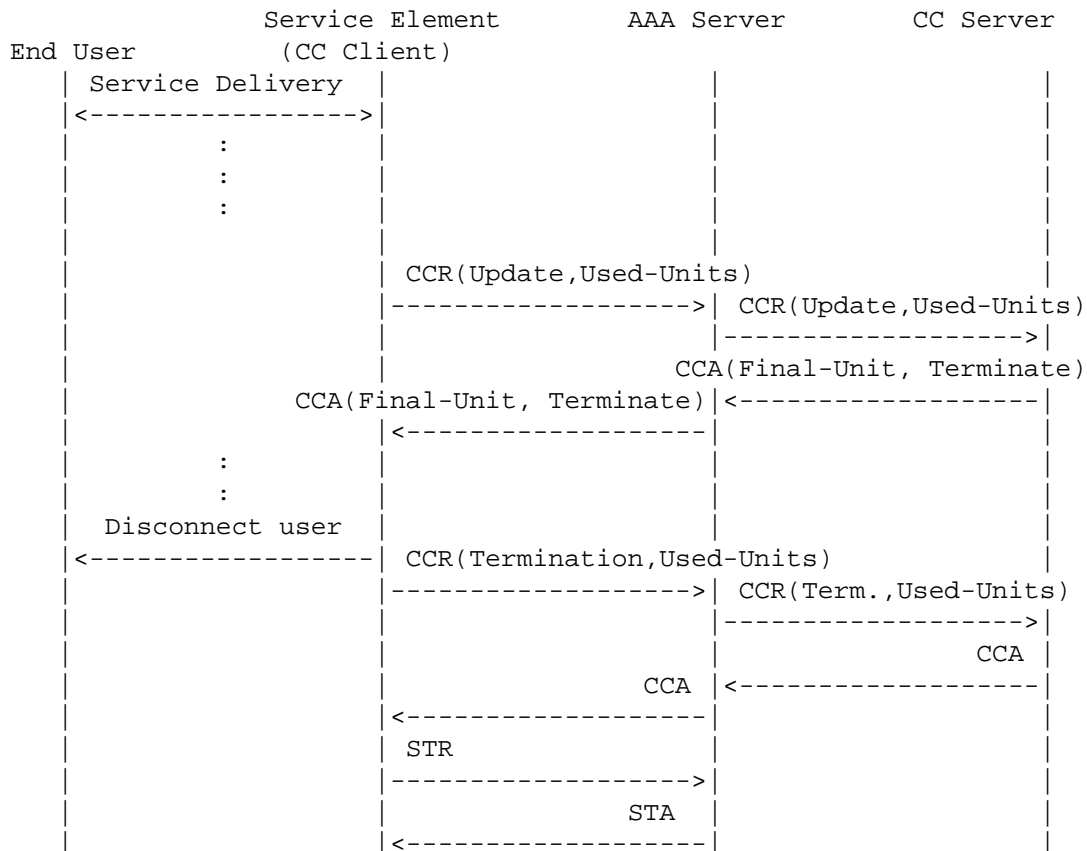 Service Element AAA Server CC Server
End User (CC Client)
Service Delivery
:
:
:
CCR(Update,Used-Units)
CCR(Update,Used-Units)
CCA(Final-Unit, Terminate)
CCA(Final-Unit, Terminate)
:
:
Disconnect user
CCR(Termination,Used-Units)
CCR(Term.,Used-Units)
CCA
CCA
STR
STA